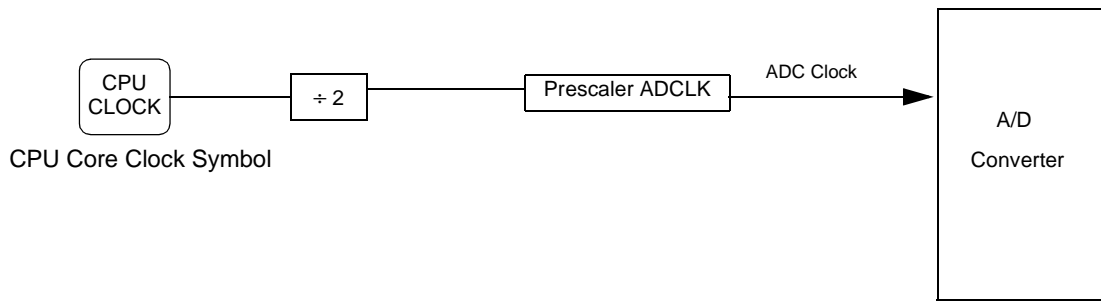 CPU
CLOCK
÷ 2
Prescaler ADCLK
ADC Clock
A/D
Converter
CPU Core Clock Symbol